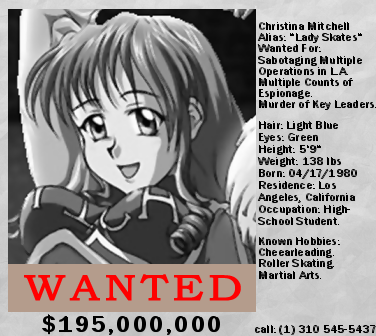 Christina Mitchell
Alias: "Lady Skates"
Wanted For:
Sabotaging Multiple
Operations in L.A.
Multiple Counts of
Espionage.
Murder of Key Leaders.
Hair: Light Blue
Eyes: Green
Height: 5'9"
Weight: 138 lbs
Born: 04/17/1980
Residence: Los
Angeles, California
Occupation: High-
School Student.
Known Hobbies:
Cheearleading.
Roller Skating.
Martial Arts.
WANTED
$195,000,000
call: (1) 310 545-5437